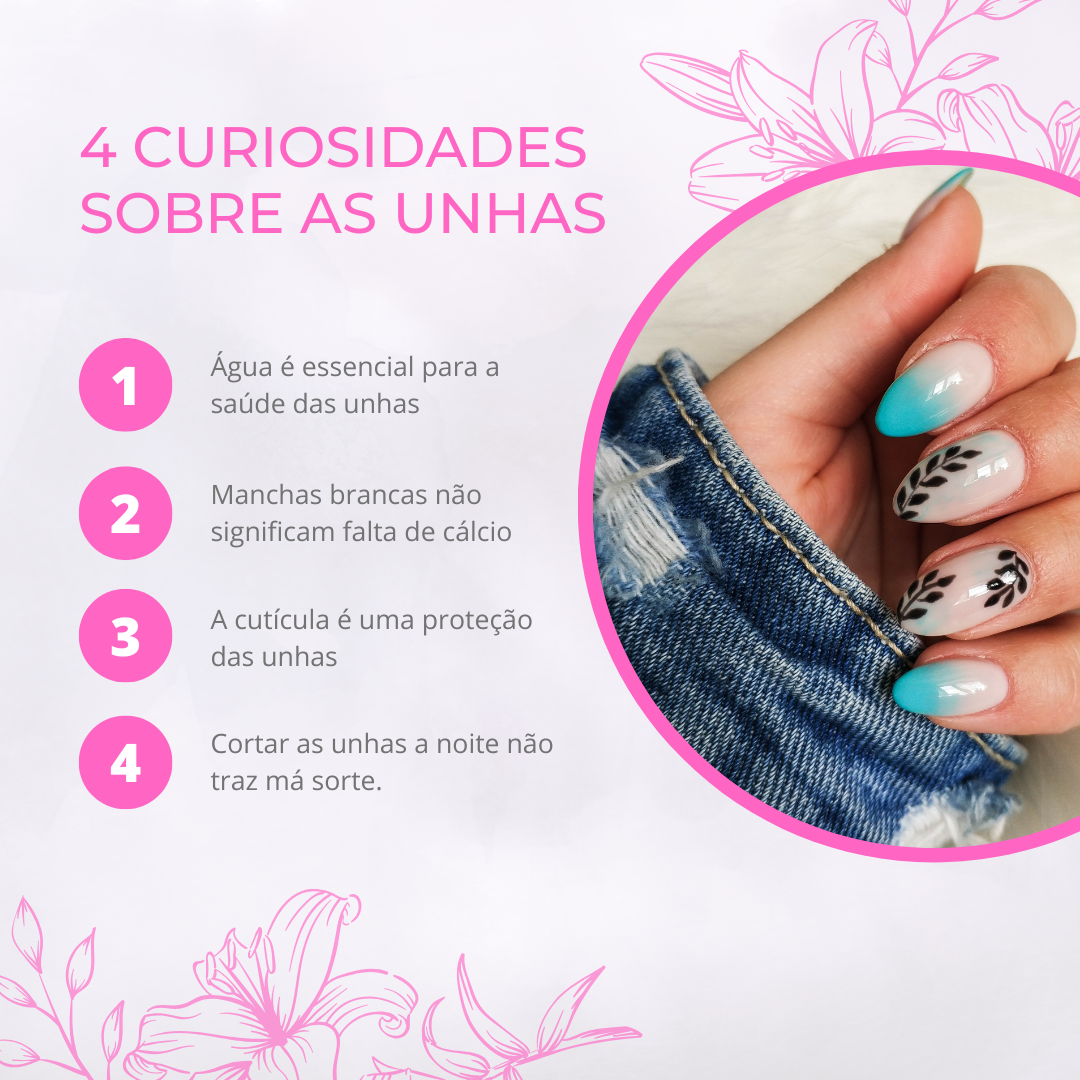 4 CURIOSIDADES
SOBRE AS UNHAS
1
Água é essencial para a
saúde das unhas
2
Manchas brancas não
significam falta de cálcio
3
A cutícula é uma proteção
das unhas
4
Cortar as unhas a noite não
traz má sorte.